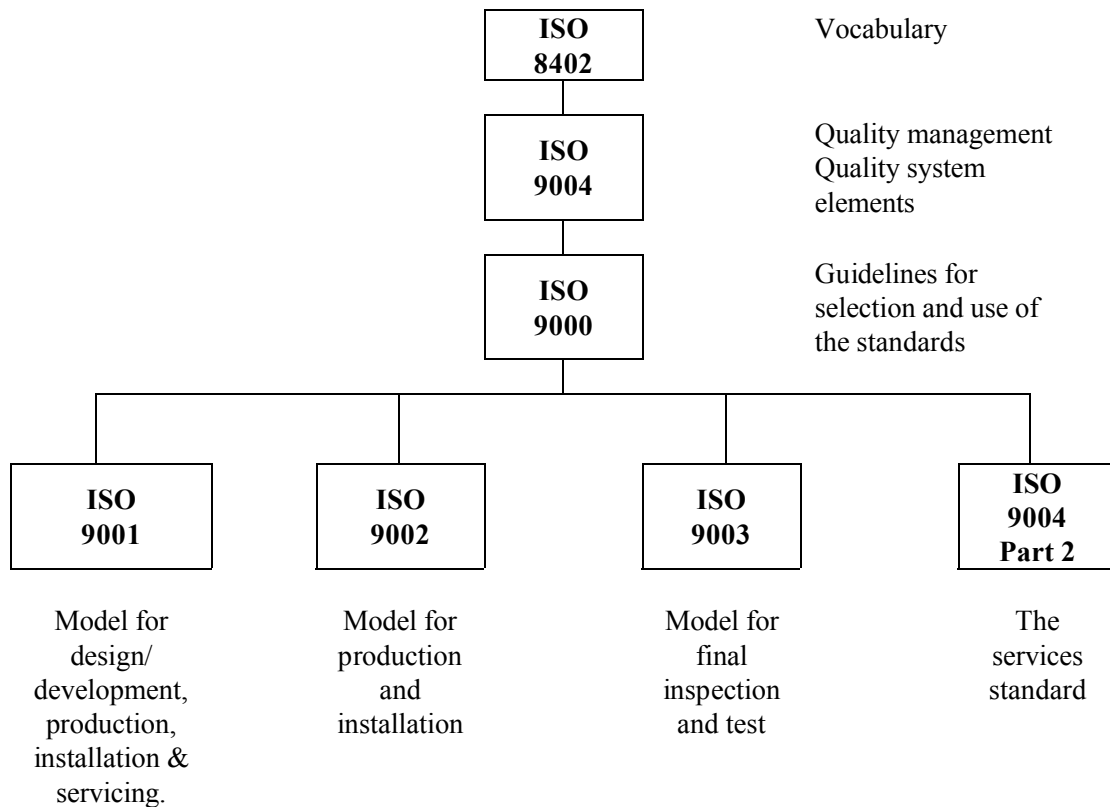 ISO
8402
Vocabulary
ISO
9004
Quality management
Quality system
elements
ISO
9000
Guidelines for
selection and use of
the standards
ISO
9001
ISO
9002
ISO
9003
ISO
9004
Part 2
Model for
design/
development,
production,
installation &
servicing.
Model for
production
and
installation
Model for
final
inspection
and test
The
services
standard